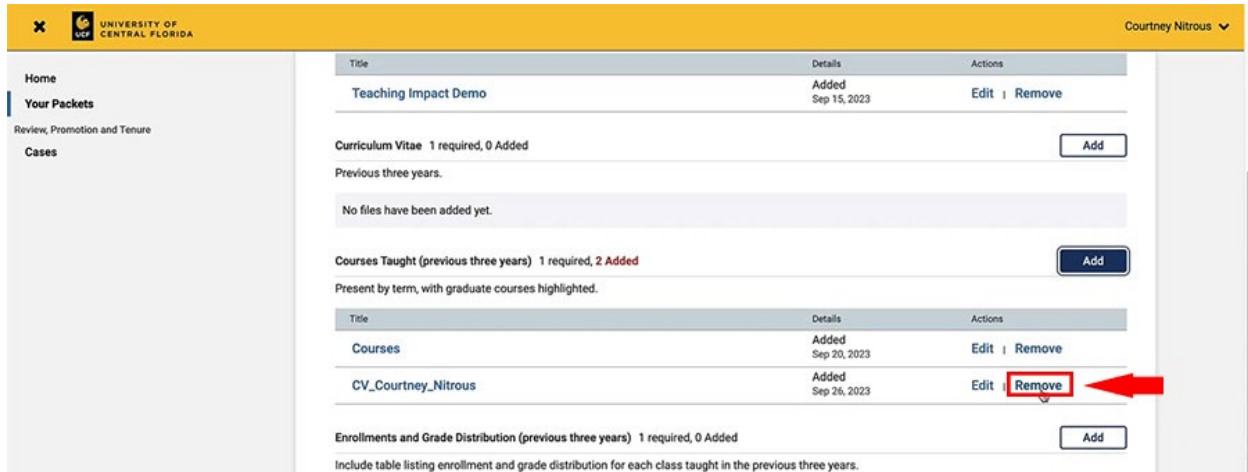 UCF
UNIVERSITY OF
CENTRAL FLORIDA
Courtney Nitrous
Home
Your Packets
Review, Promotion and Tenure
Cases
Title Details Actions
Teaching Impact Demo Added Sep 15, 2023 Edit | Remove
Curriculum Vitae 1 required, 0 Added Add
Previous three years.
No files have been added yet.
Courses Taught (previous three years) 1 required, 2 Added Add
Present by term, with graduate courses highlighted.
Title Details Actions
Courses Added Sep 20, 2023 Edit | Remove
CV_Courtney_Nitrous Added Sep 26, 2023 Edit | Remove
Enrollments and Grade Distribution (previous three years) 1 required, 0 Added Add
Include table listing enrollment and grade distribution for each class taught in the previous three years.